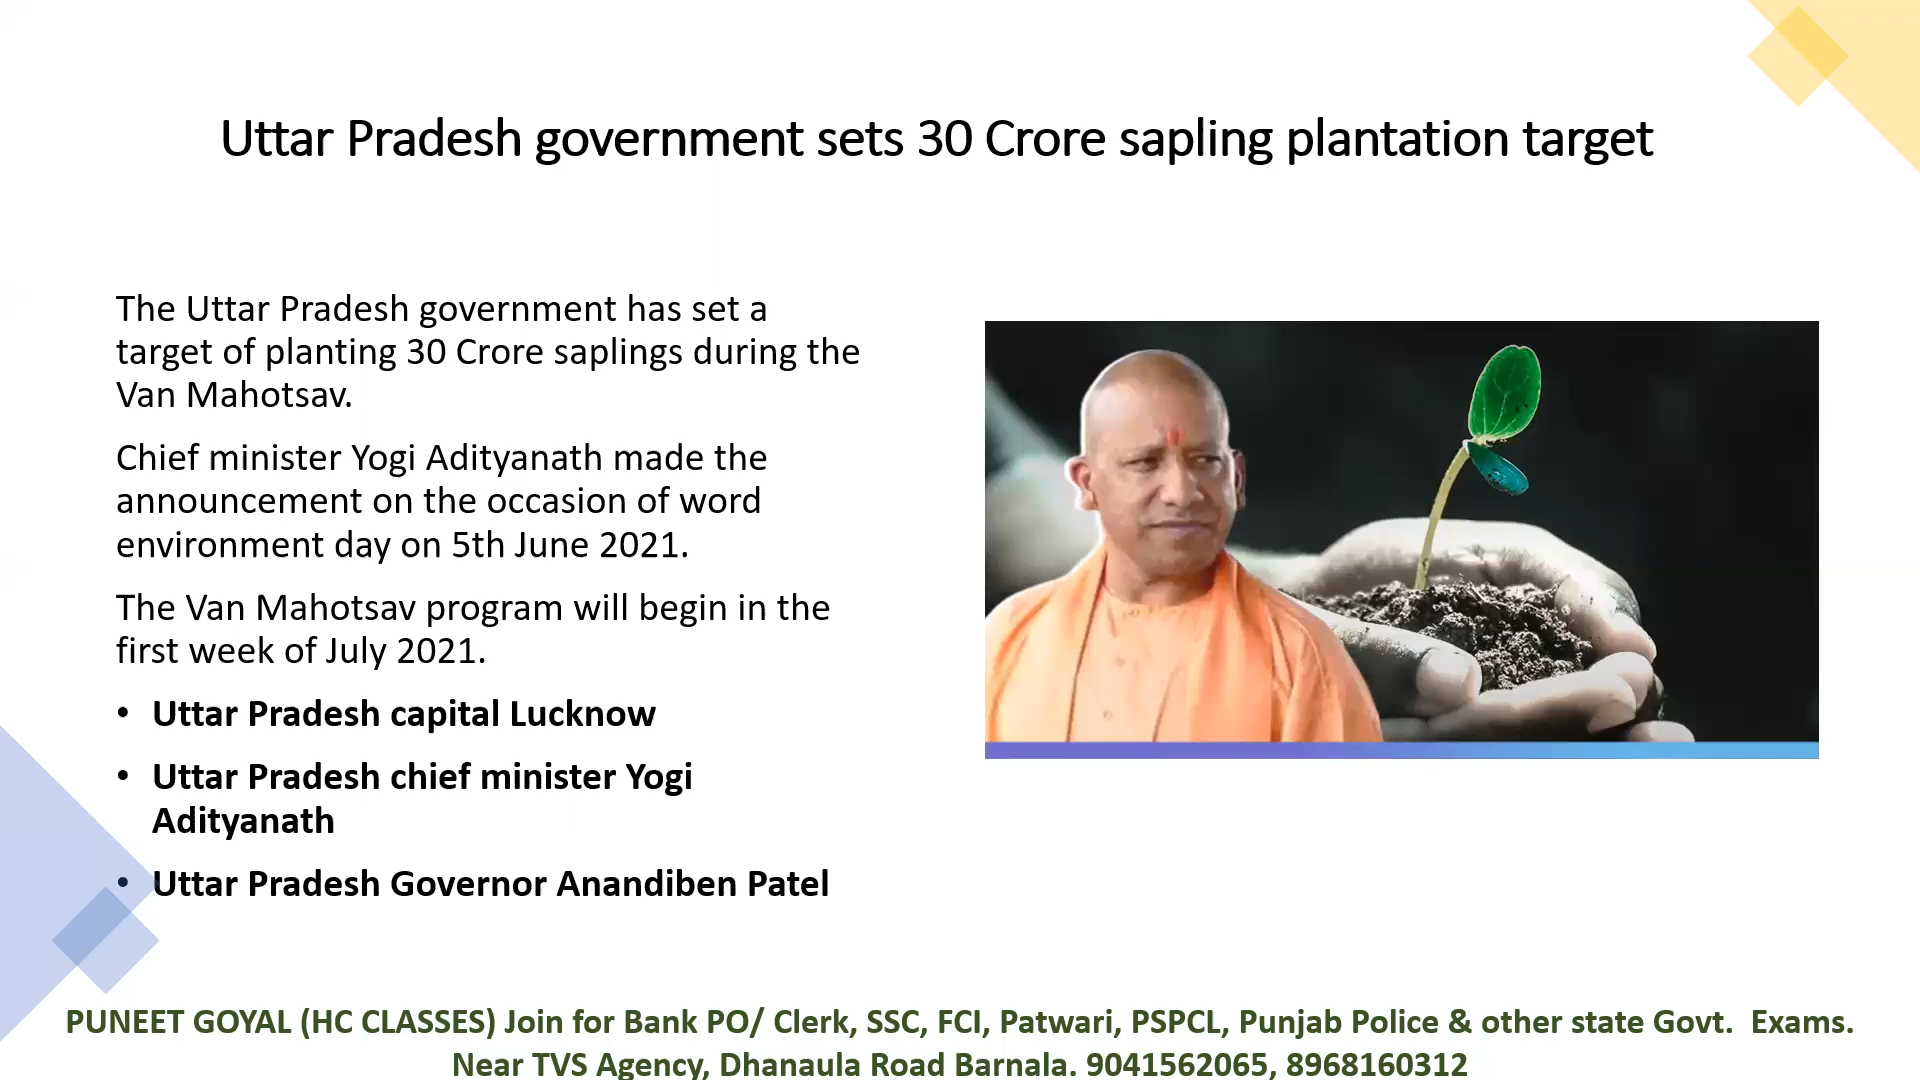 Uttar Pradesh government sets 30 Crore sapling plantation target
The Uttar Pradesh government has set a
target of planting 30 Crore saplings during the
Van Mahotsav.
Chief minister Yogi Adityanath made the
announcement on the occasion of word
environment day on 5th June 2021.
The Van Mahotsav program will begin in the
first week of July 2021.
• Uttar Pradesh capital Lucknow
• Uttar Pradesh chief minister Yogi
Adityanath
• Uttar Pradesh Governor Anandiben Patel
PUNEET GOYAL (HC CLASSES) Join for Bank PO/ Clerk, SSC, FCI, Patwari, PSPCL, Punjab Police & other state Govt.  Exams.
Near TVS Agency, Dhanaula Road Barnala. 9041562065, 8968160312